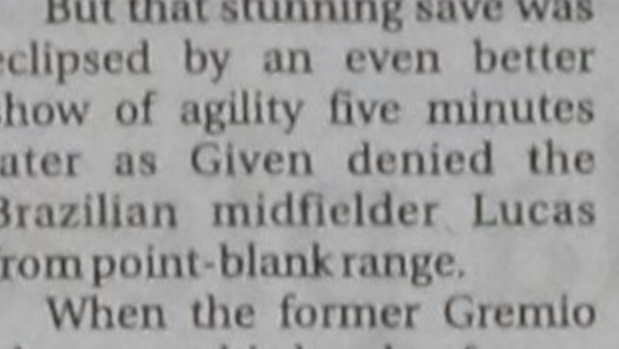 But that stunning save was
eclipsed by an even better
show of agility five minutes
later as Given denied the
Brazilian midfielder Lucas
from point-blank range.
When the former Gremio